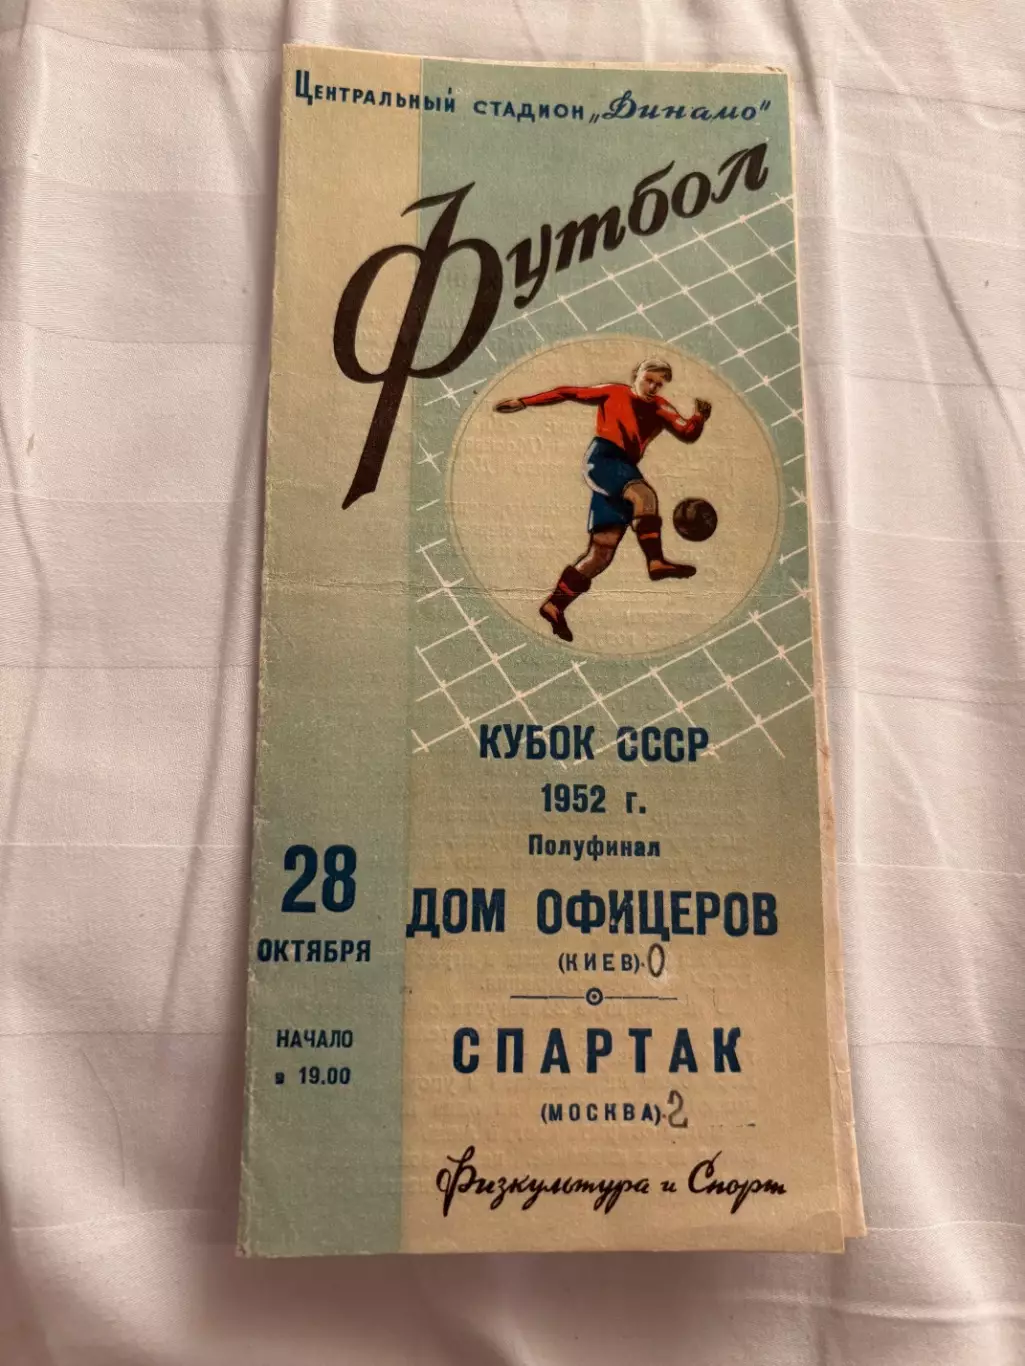 Центральный стадион „Динамо"
Футбол
КУБОК СССР
1952 г.
Полуфинал
28
ОКТЯБРЯ
НАЧАЛО
в 19.00
ДОМ ОФИЦЕРОВ
(КИЕВ)·0
СПАРТАК
(МОСКВА)·2
Физкультура и Спорт